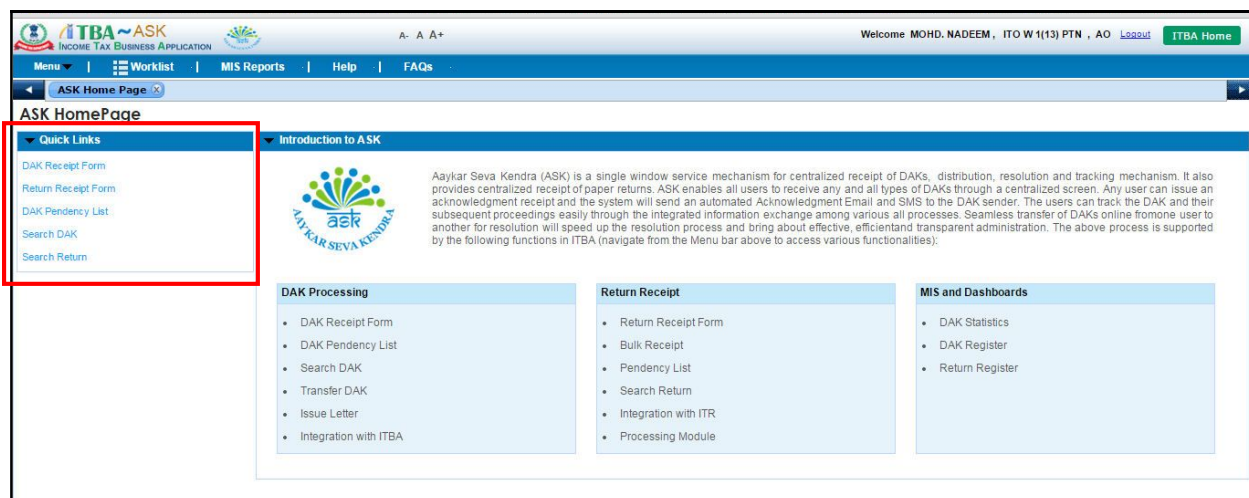 ITBA~ASK
INCOME TAX BUSINESS APPLICATION
A- A A+
Welcome MOHD. NADEEM, ITO W 1(13) PTN , AO Logout ITBA Home
Menu | Worklist | MIS Reports | Help | FAQs
ASK Home Page
ASK HomePage
Quick Links
DAK Receipt Form
Return Receipt Form
DAK Pendency List
Search DAK
Search Return
Introduction to ASK
ask
AAYKAR SEVA KENDRA
Aaykar Seva Kendra (ASK) is a single window service mechanism for centralized receipt of DAKs, distribution, resolution and tracking mechanism. It also
provides centralized receipt of paper returns. ASK enables all users to receive any and all types of DAKs through a centralized screen. Any user can issue an
acknowledgment receipt and the system will send an automated Acknowledgment Email and SMS to the DAK sender. The users can track the DAK and their
subsequent proceedings easily through the integrated information exchange among various all processes. Seamless transfer of DAKs online fromone user to
another for resolution will speed up the resolution process and bring about effective, efficientand transparent administration. The above process is supported
by the following functions in ITBA (navigate from the Menu bar above to access various functionalities):
DAK Processing
• DAK Receipt Form
• DAK Pendency List
• Search DAK
• Transfer DAK
• Issue Letter
• Integration with ITBA
Return Receipt
• Return Receipt Form
• Bulk Receipt
• Pendency List
• Search Return
• Integration with ITR
• Processing Module
MIS and Dashboards
• DAK Statistics
• DAK Register
• Return Register